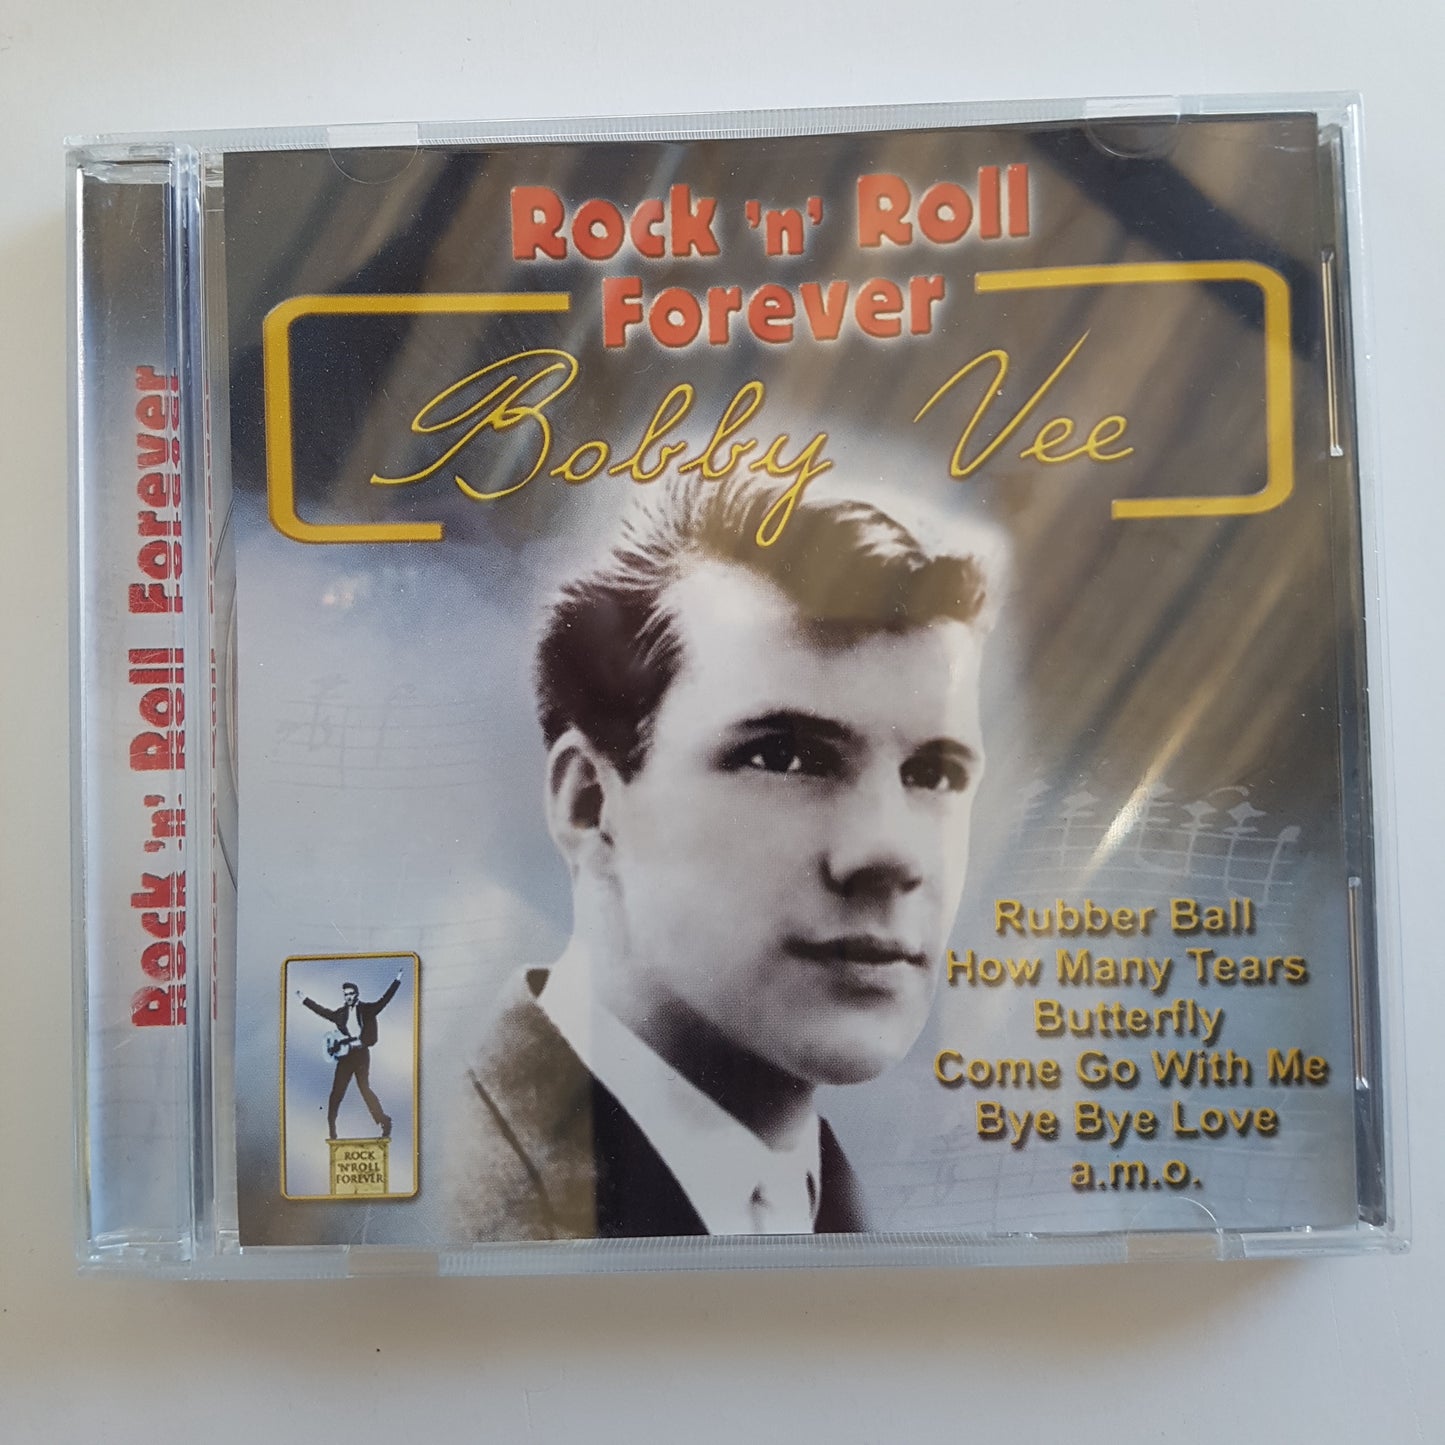 Rock 'n' Roll
Forever
Bobby Vee
Rubber Ball
How Many Tears
Butterfly
Come Go With Me
Bye Bye Love
a.m.o.
ROCK
'N'ROLL
FOREVER
Rock 'n' Roll Forever